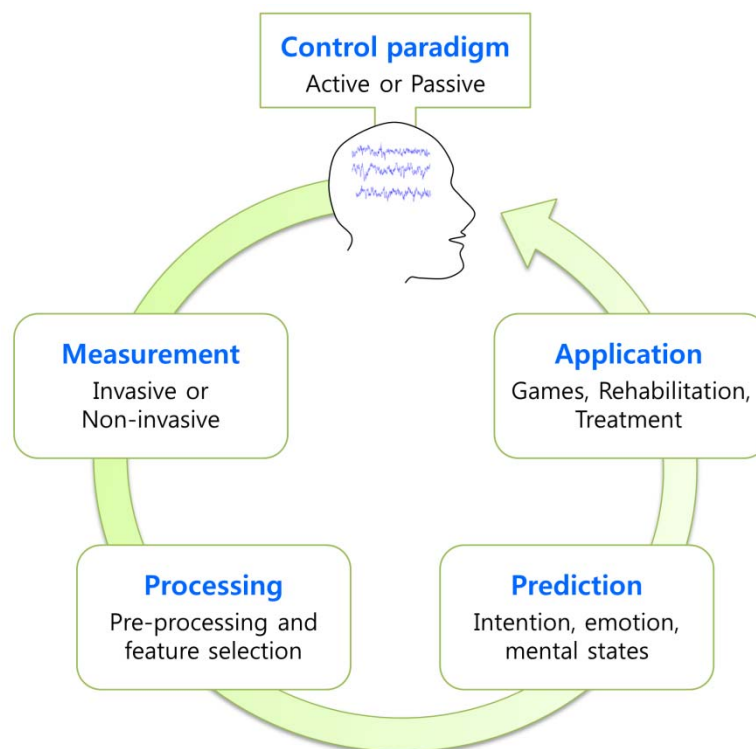 Control paradigm
Active or Passive
Measurement
Invasive or
Non-invasive
Application
Games, Rehabilitation,
Treatment
Processing
Pre-processing and
feature selection
Prediction
Intention, emotion,
mental states